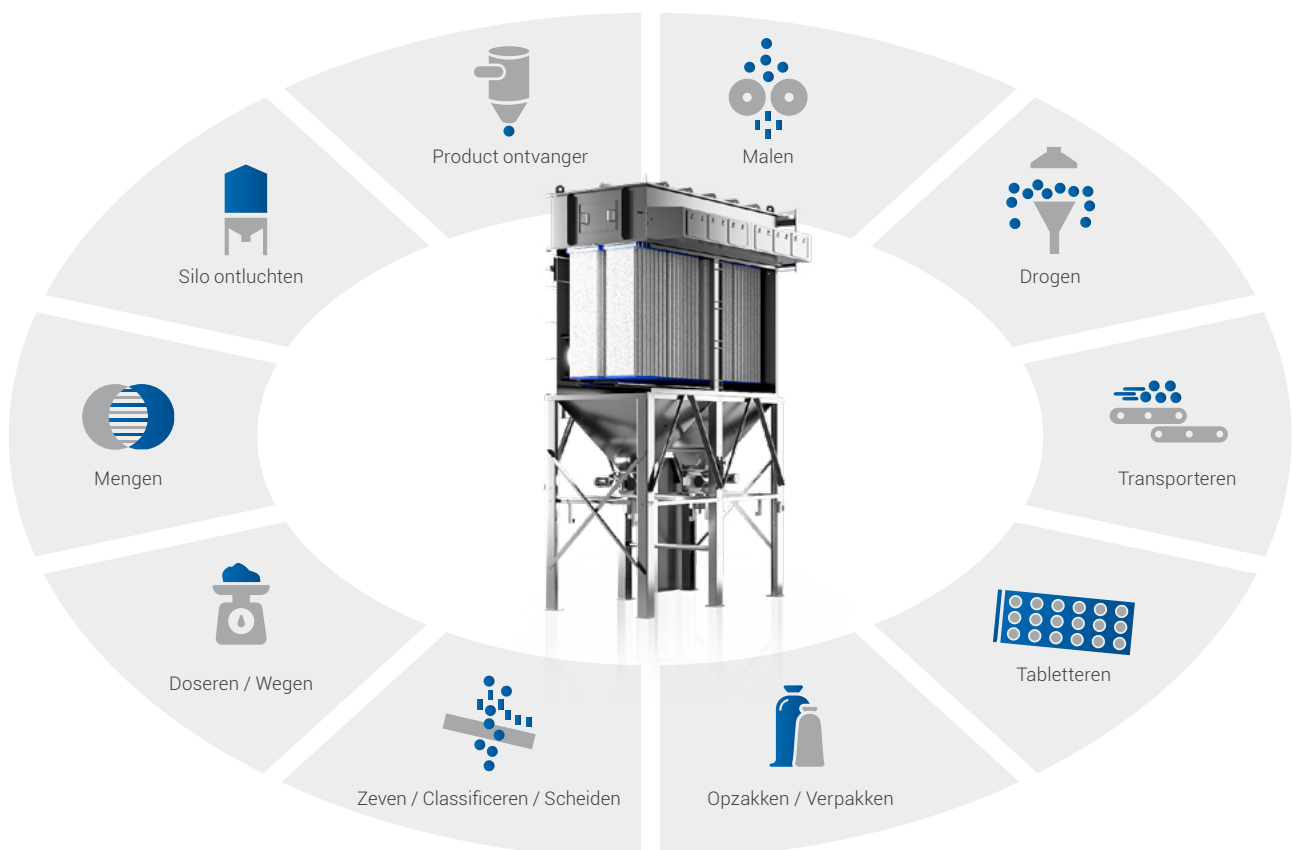 Product ontvanger
Malen
Silo ontluchten
Drogen
Mengen
Transporteren
Doseren / Wegen
Tabletteren
Zeven / Classificeren / Scheiden
Opzakken / Verpakken